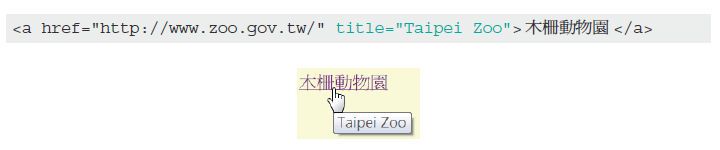 <a href="http://www.zoo.gov.tw/" title="Taipei Zoo">木柵動物園</a>
木柵動物園
Taipei Zoo